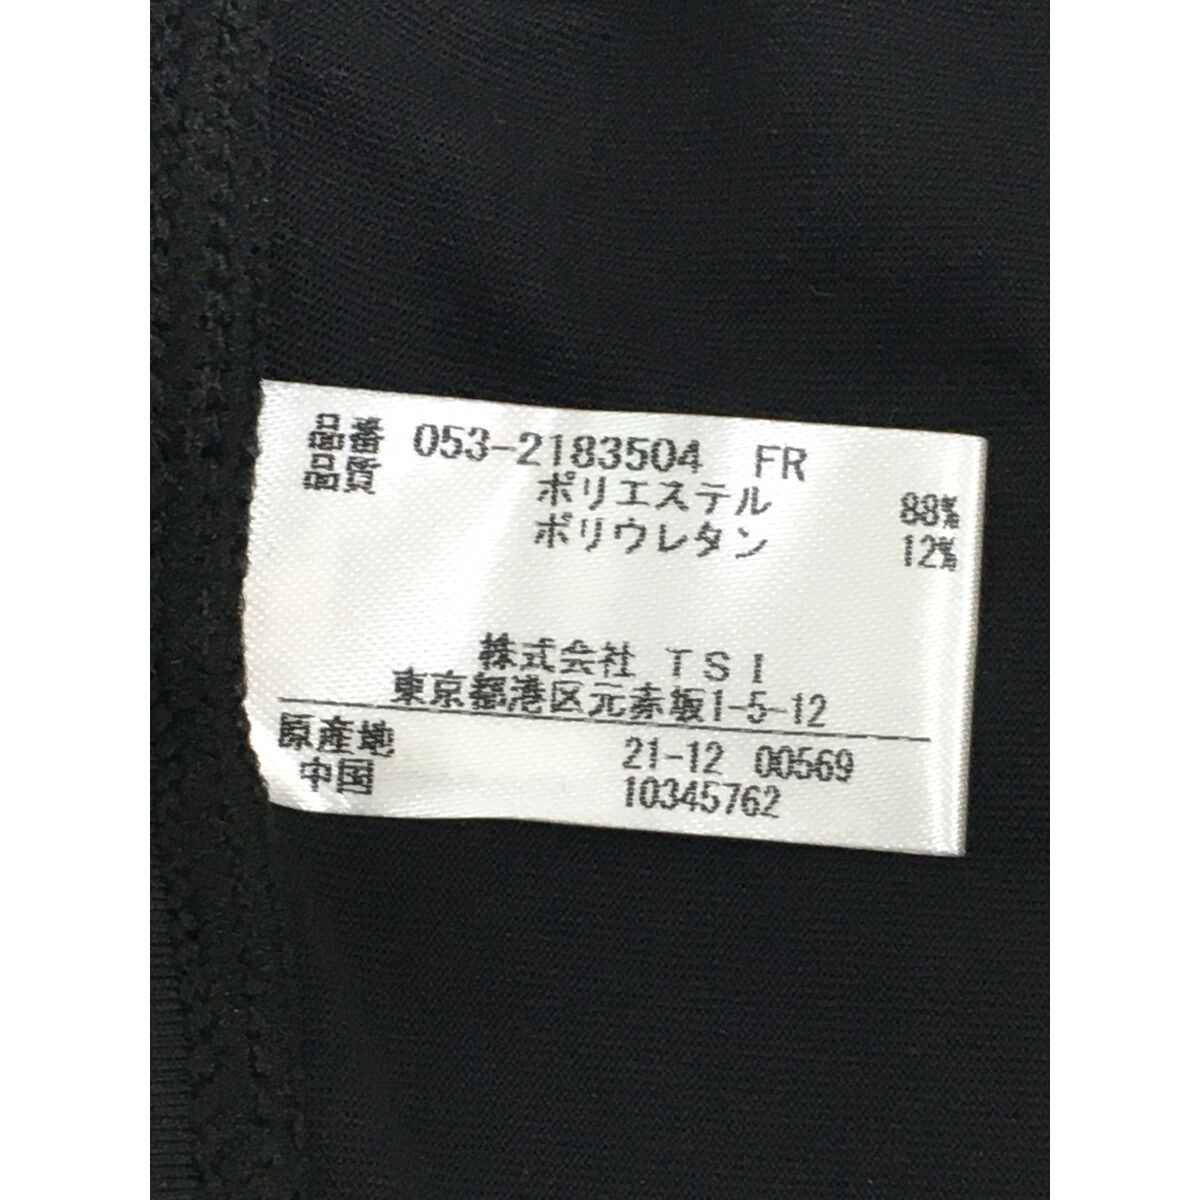 品番 053-2183504 FR
品質 ポリエステル 88%
ポリウレタン 12%
株式会社 TSI
東京都港区元赤坂1-5-12
原産地 21-12 00569
中国 10345762